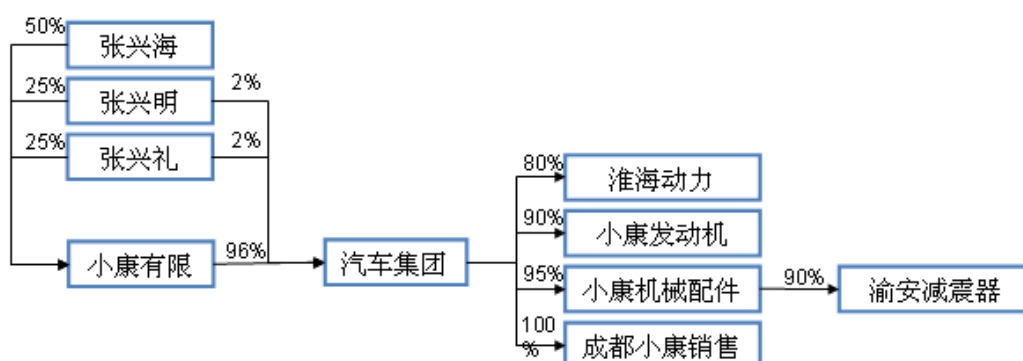 50%
张兴海
25%
张兴明
2%
25%
张兴礼
2%
小康有限
96%
汽车集团
80%
淮海动力
90%
小康发动机
95%
小康机械配件
90%
渝安减震器
100
%
成都小康销售